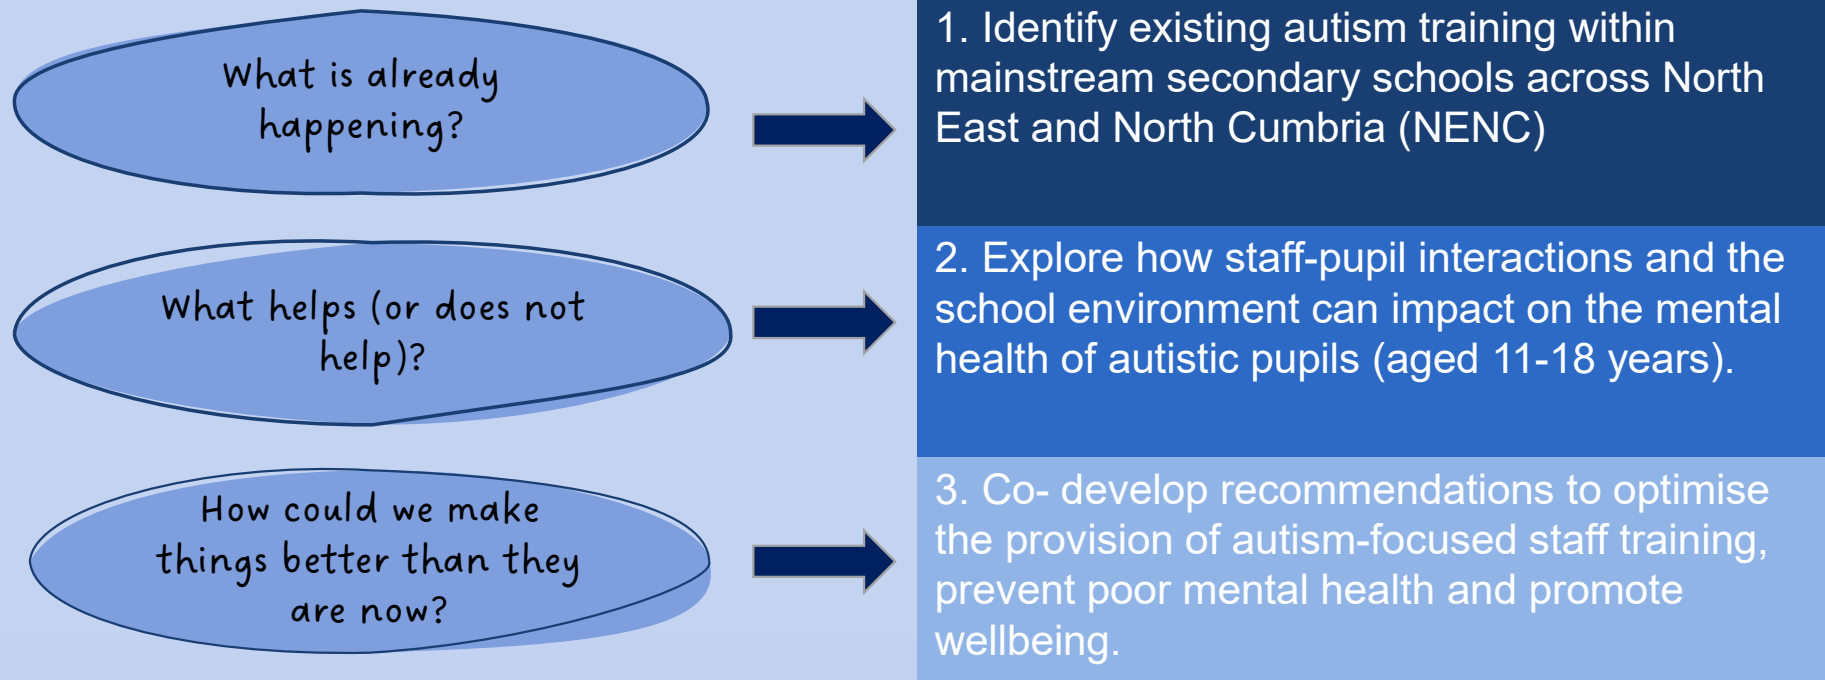 What is already
happening?
1. Identify existing autism training within
mainstream secondary schools across North
East and North Cumbria (NENC)
What helps (or does not
help)?
2. Explore how staff-pupil interactions and the
school environment can impact on the mental
health of autistic pupils (aged 11-18 years).
How could we make
things better than they
are now?
3. Co- develop recommendations to optimise
the provision of autism-focused staff training,
prevent poor mental health and promote
wellbeing.